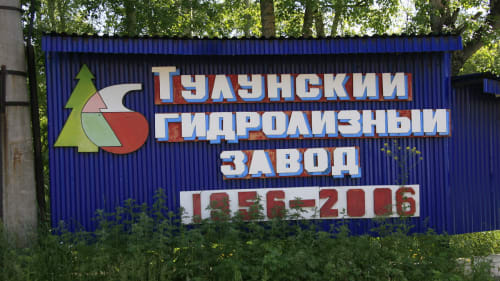 Тулунский
гидролизный
завод
1956-2006